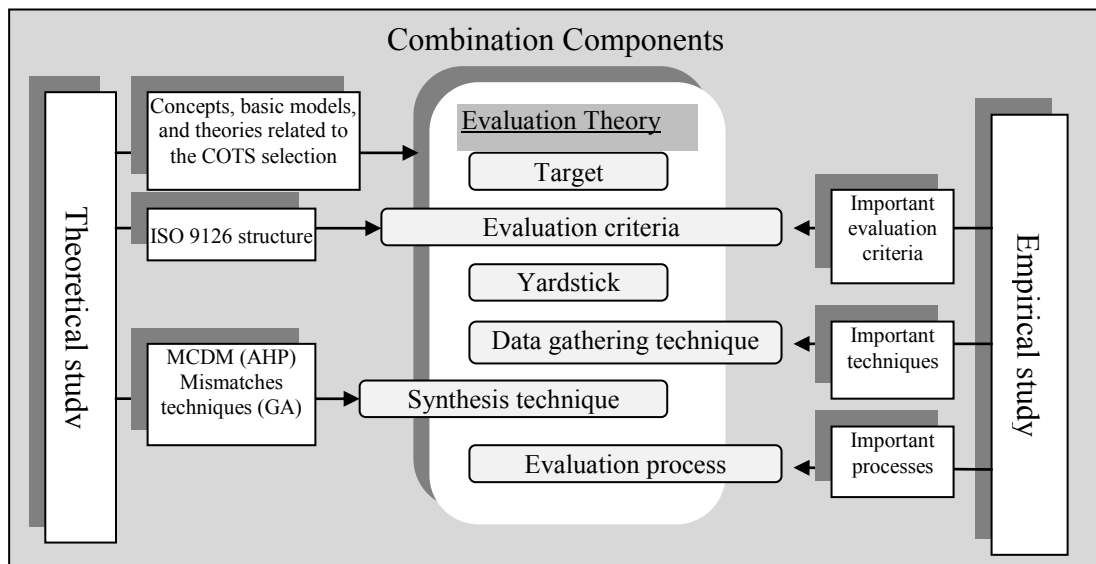 Combination Components
Theoretical study
Concepts, basic models,
and theories related to
the COTS selection
ISO 9126 structure
MCDM (AHP)
Mismatches
techniques (GA)
Evaluation Theory
Target
Evaluation criteria
Yardstick
Data gathering technique
Synthesis technique
Evaluation process
Important
evaluation
criteria
Important
techniques
Important
processes
Empirical study